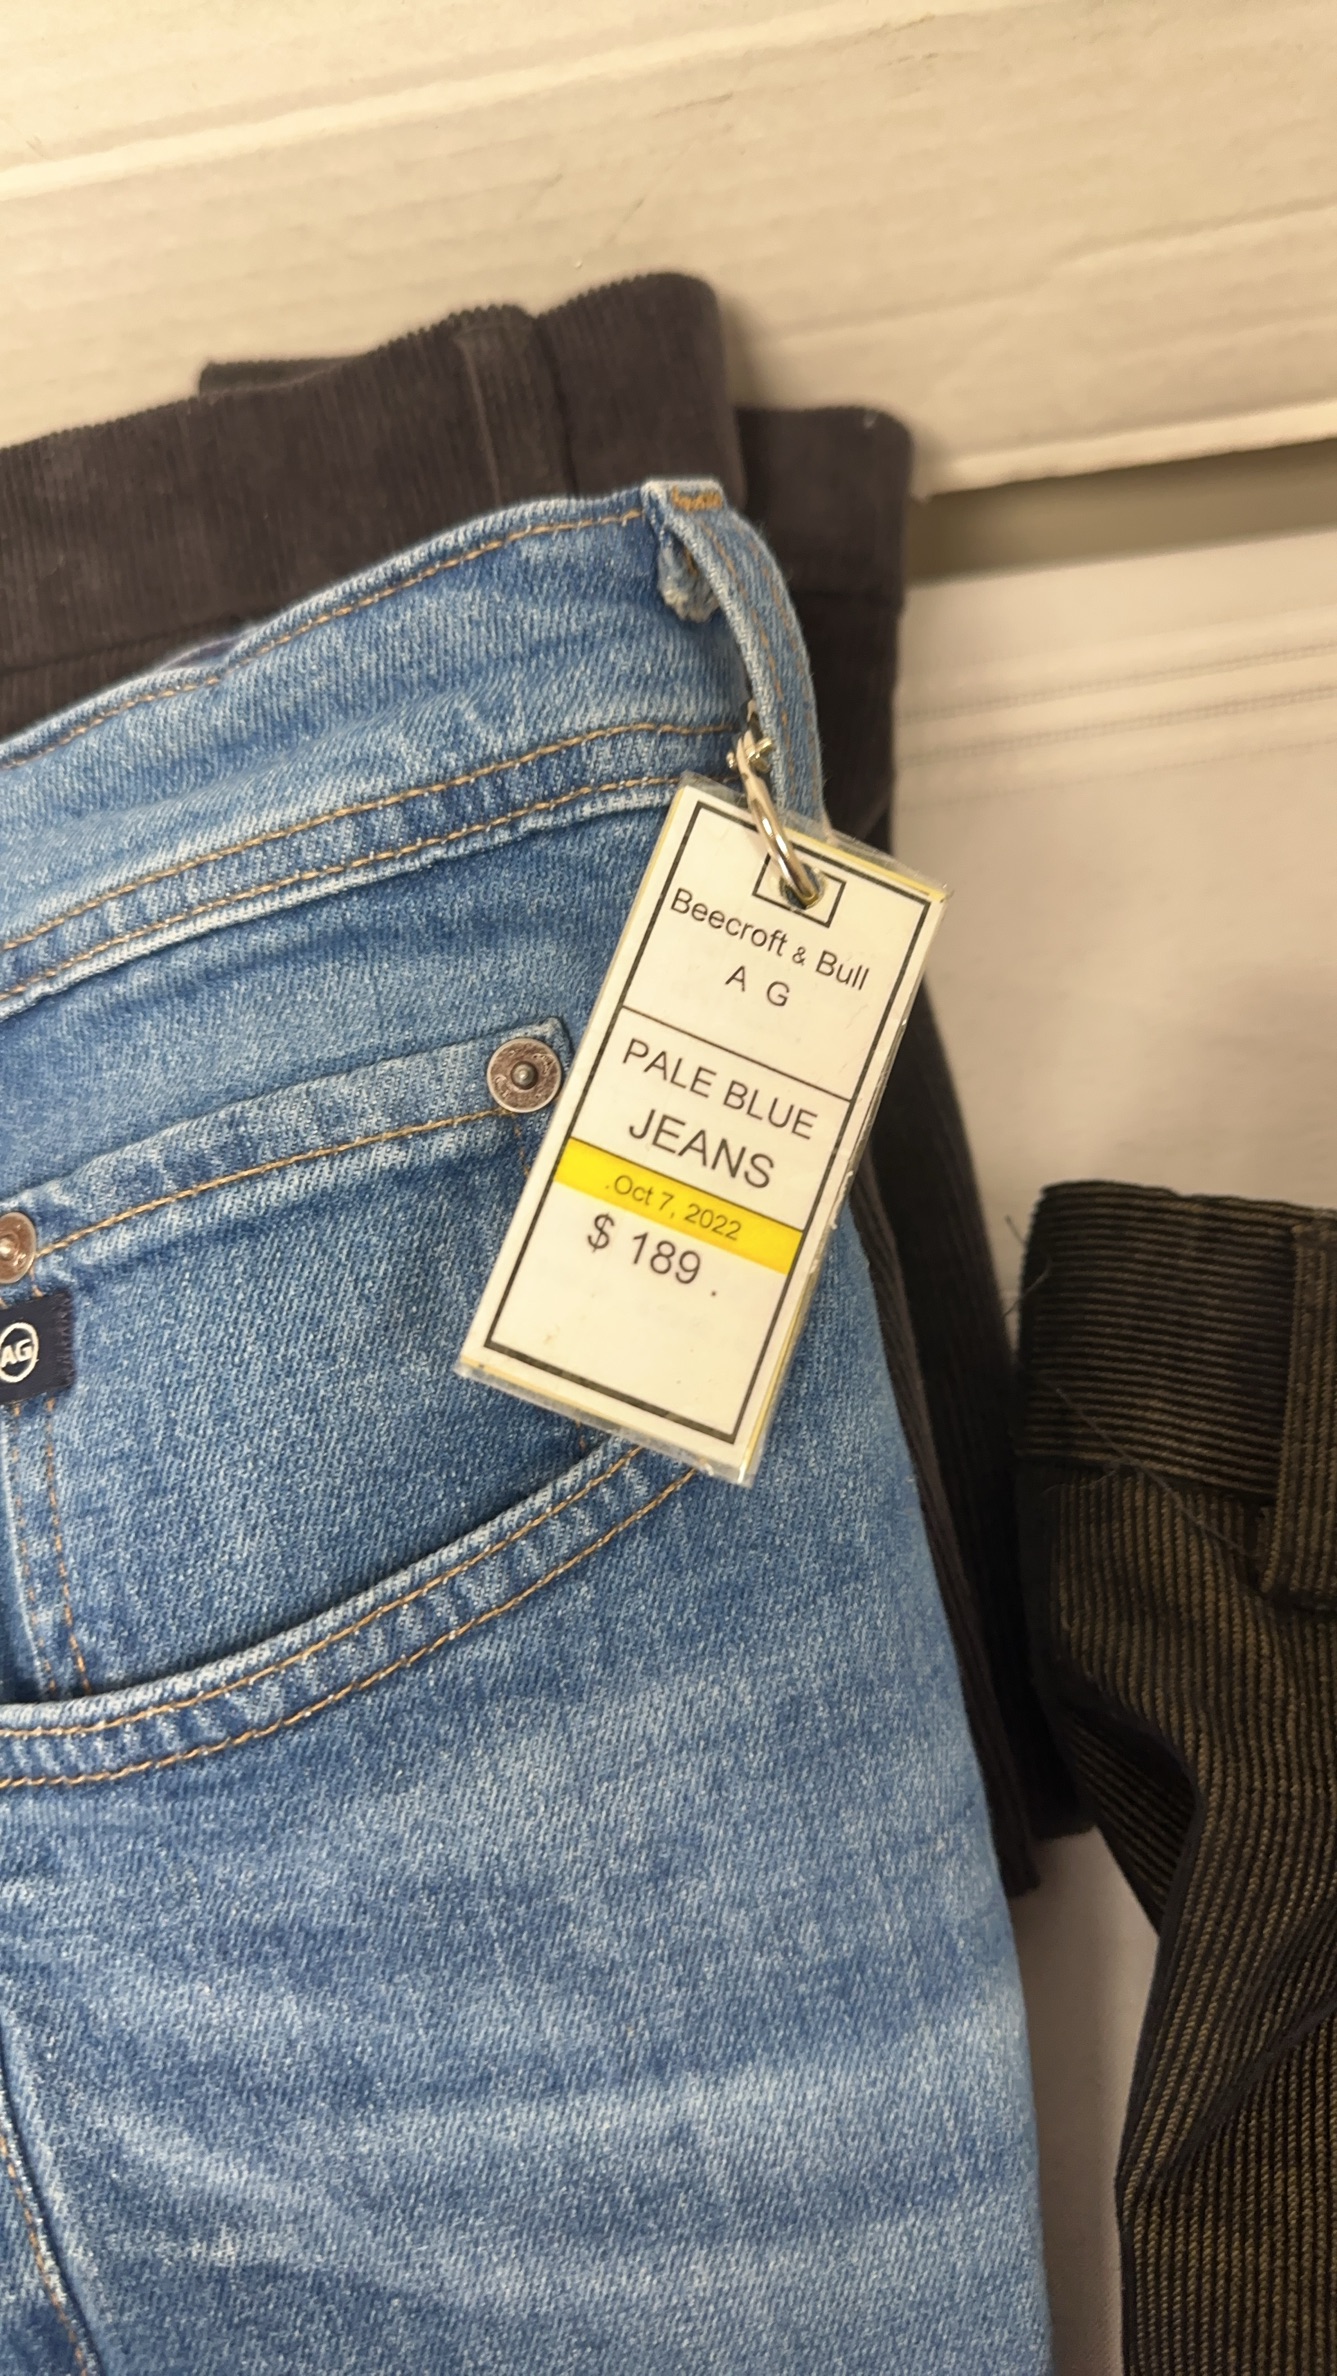 Beecroft & Bull
A G
PALE BLUE
JEANS
.Oct 7, 2022
$ 189 .
AG